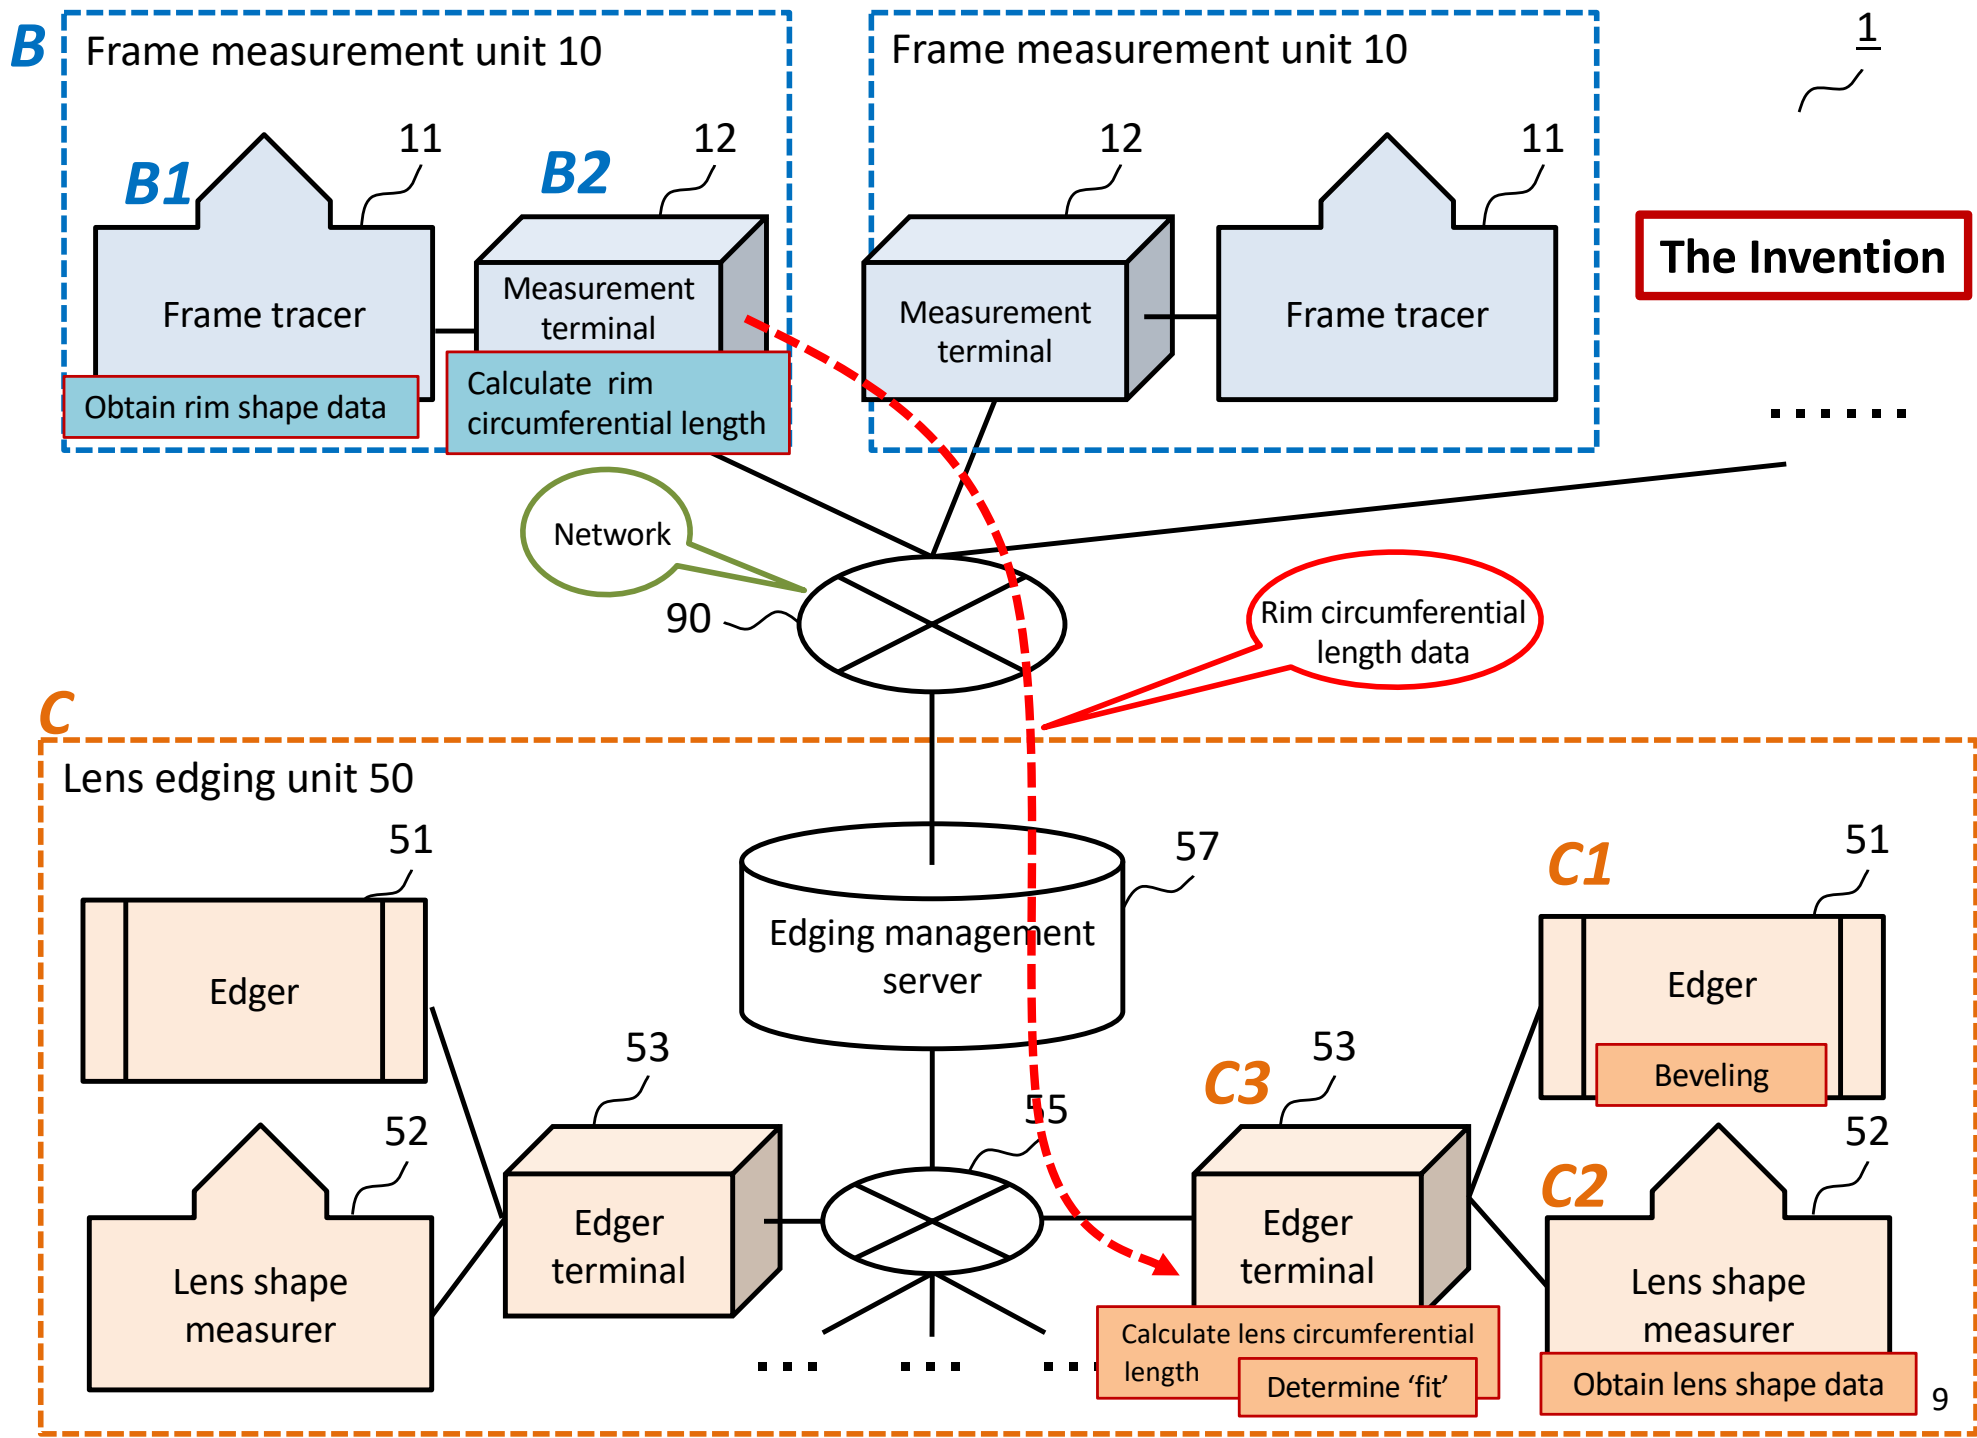 B
Frame measurement unit 10
Frame measurement unit 10
1
B1
11
B2
12
12
11
The Invention
Frame tracer
Measurement
terminal
Measurement
terminal
Frame tracer
Obtain rim shape data
Calculate rim
circumferential length
......
Network
90
Rim circumferential
length data
C
Lens edging unit 50
51
57
C1
51
Edger
Edging management
server
Edger
Beveling
53
55
C3
53
52
C2
52
Lens shape
measurer
Edger
terminal
Edger
terminal
Lens shape
measurer
Calculate lens circumferential
length
Determine ‘fit’
Obtain lens shape data
...
...
...
9